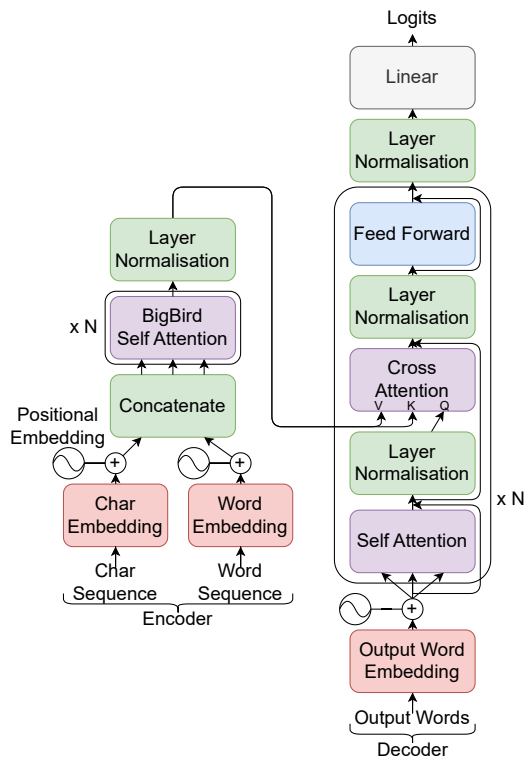 Logits
Linear
Layer
Normalisation
Feed Forward
Layer
Normalisation
Cross
Attention
V K Q
Layer
Normalisation
Self Attention
x N
Output Word
Embedding
Output Words
Decoder
Layer
Normalisation
BigBird
Self Attention
x N
Concatenate
Positional
Embedding
+
+
+
Char
Embedding
Word
Embedding
Char
Sequence
Word
Sequence
Encoder